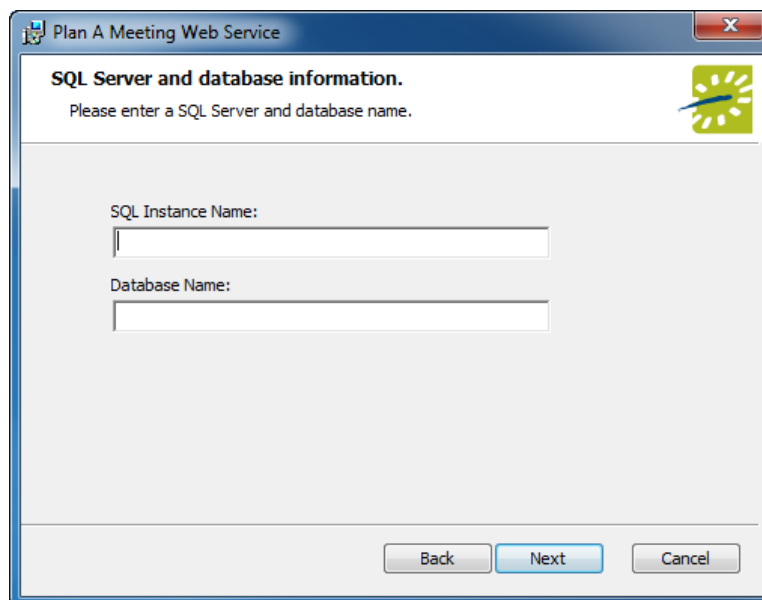 Plan A Meeting Web Service
SQL Server and database information.
Please enter a SQL Server and database name.
SQL Instance Name:
Database Name:
Back Next Cancel